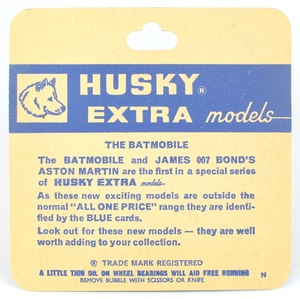 HUSKY®
EXTRA models
THE BATMOBILE
The BATMOBILE and JAMES 007 BOND'S
ASTON MARTIN are the first in a special series
of HUSKY EXTRA models
As these new exciting models are outside the
normal "ALL ONE PRICE" range they are identi-
fied by the BLUE cards.
Look out for these new models — they are well
worth adding to your collection.
® TRADE MARK REGISTERED
A LITTLE THIN OIL ON WHEEL BEARINGS WILL AID FREE RUNNING N
REMOVE BUBBLE WITH SCISSORS OR KNIFE